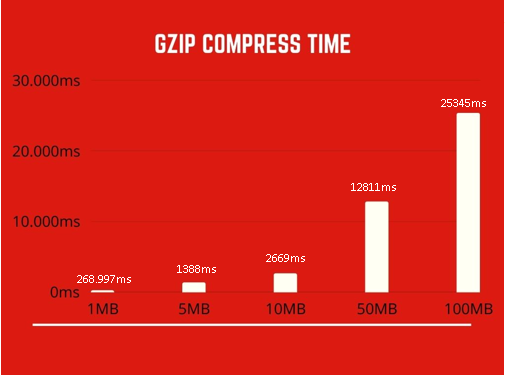 GZIP COMPRESS TIME
30.000ms
25345ms
20.000ms
12811ms
10.000ms
2669ms
1388ms
268.997ms
0ms
1MB 5MB 10MB 50MB 100MB